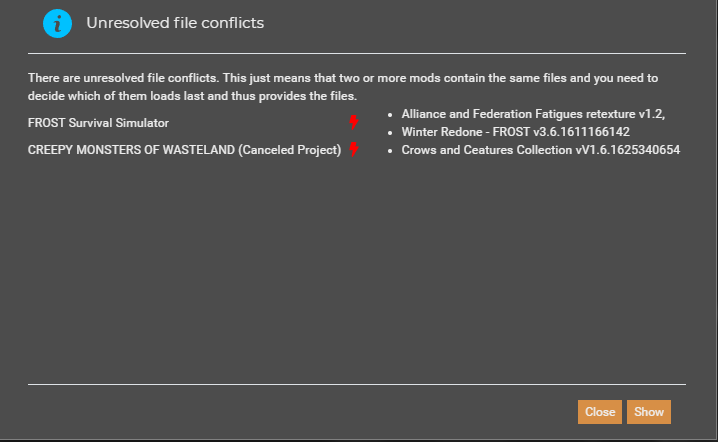 Unresolved file conflicts
There are unresolved file conflicts. This just means that two or more mods contain the same files and you need to
decide which of them loads last and thus provides the files.
FROST Survival Simulator
• Alliance and Federation Fatigues retexture v1.2,
• Winter Redone - FROST v3.6.1611166142
CREEPY MONSTERS OF WASTELAND (Canceled Project)
• Crows and Ceatures Collection vV1.6.1625340654
Close
Show